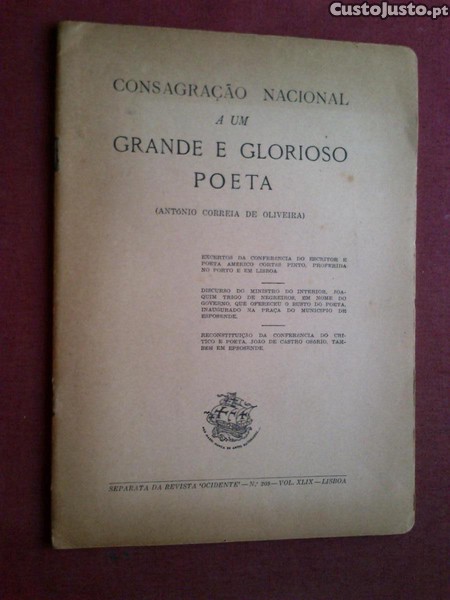 CustoJusto.pt
CONSAGRAÇÃO NACIONAL
A UM
GRANDE E GLORIOSO
POETA
(ANTÓNIO CORREIA DE OLIVEIRA)
EXCERTOS DA CONFERENCIA DO ESCRITOR E
POETA AMERICO CORTEZ PINTO, PROFERIDA
NO PORTO E EM LISBOA
DISCURSO DO MINISTRO DO INTERIOR, JOA-
QUIM TRIGO DE NEGREIROS, EM NOME DO
GOVERNO, QUE OFERECEU O BUSTO DO POETA,
INAUGURADO NA PRAÇA DO MUNICIPIO DE
ESPOSENDE.
RECONSTITUIÇÃO DA CONFERENCIA DO CRI-
TICO E POETA, JOÃO DE CASTRO OSORIO, TAM-
BEM EM ESPOSENDE.
SEPARATA DA REVISTA 'OCIDENTE' — N.º — VOL. XLIX — LISBOA